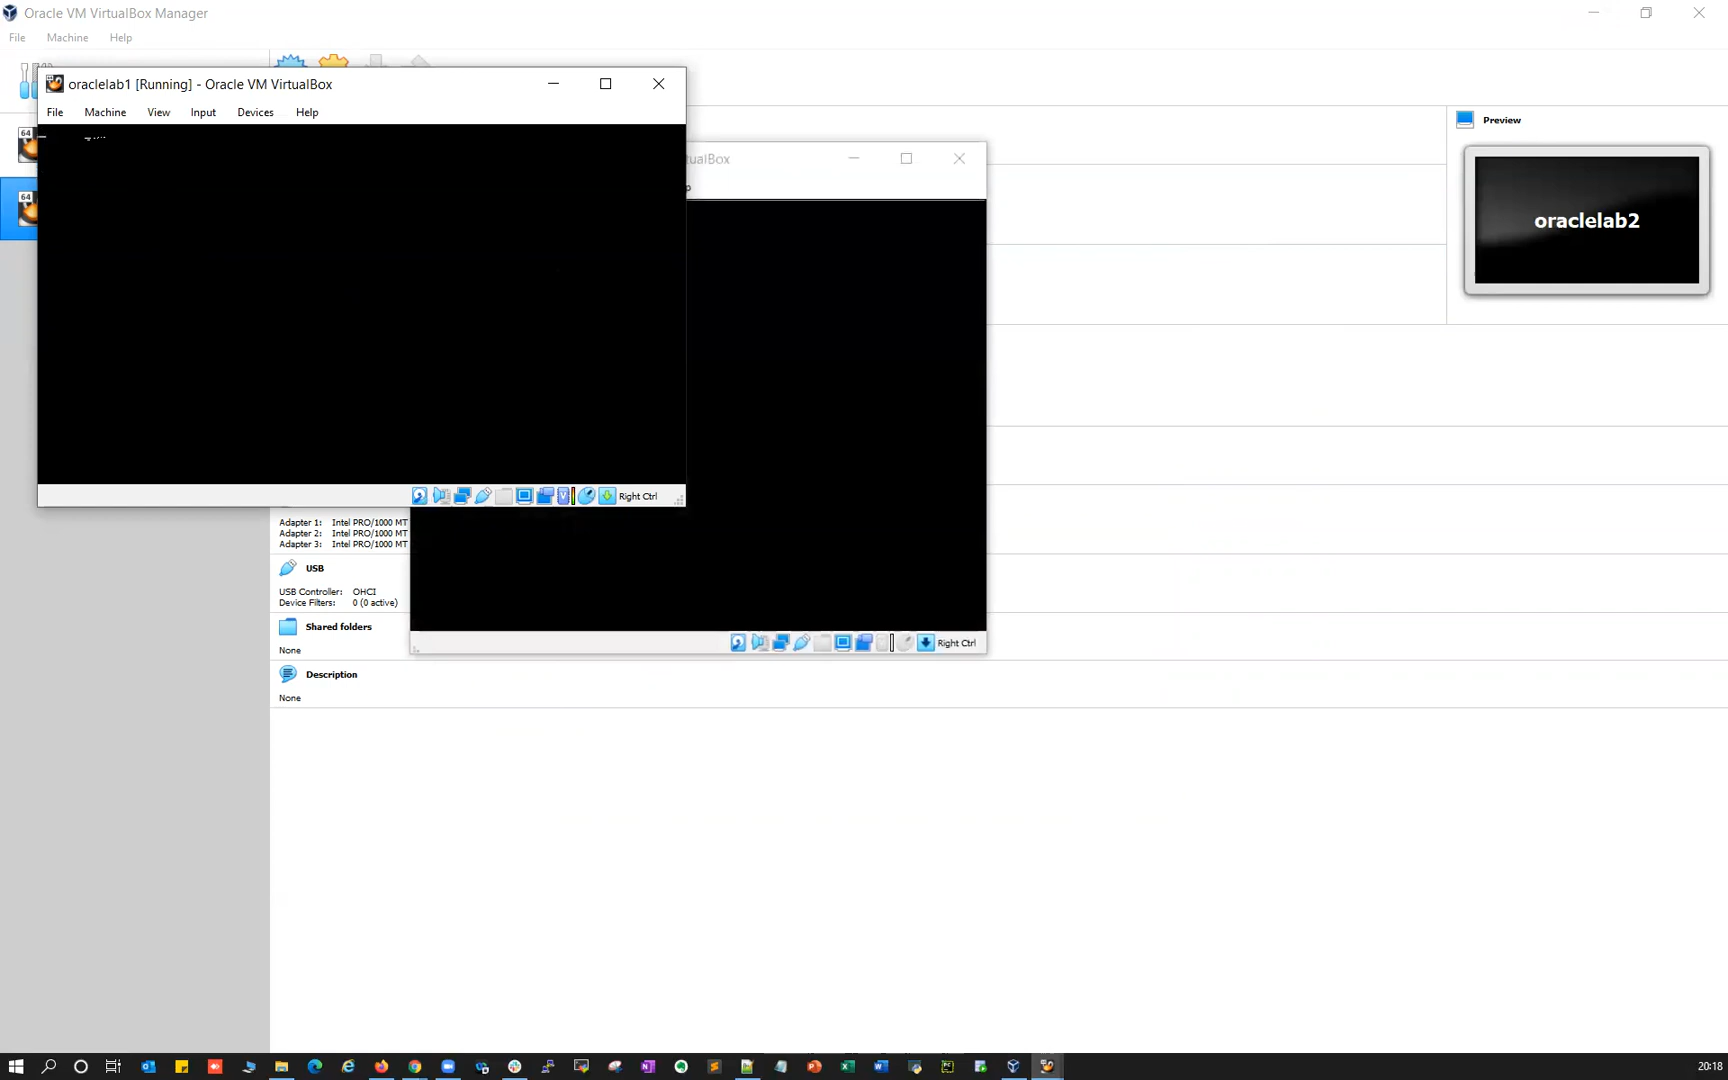 Oracle VM VirtualBox Manager
File Machine Help
oraclelab1 [Running] - Oracle VM VirtualBox
File Machine View Input Devices Help
64
64
tualBox
p
Preview
oraclelab2
Right Ctrl
Adapter 1: Intel PRO/1000 MT
Adapter 2: Intel PRO/1000 MT
Adapter 3: Intel PRO/1000 MT
USB
USB Controller: OHCI
Device Filters: 0 (0 active)
Shared folders
None
Right Ctrl
Description
None
20:18